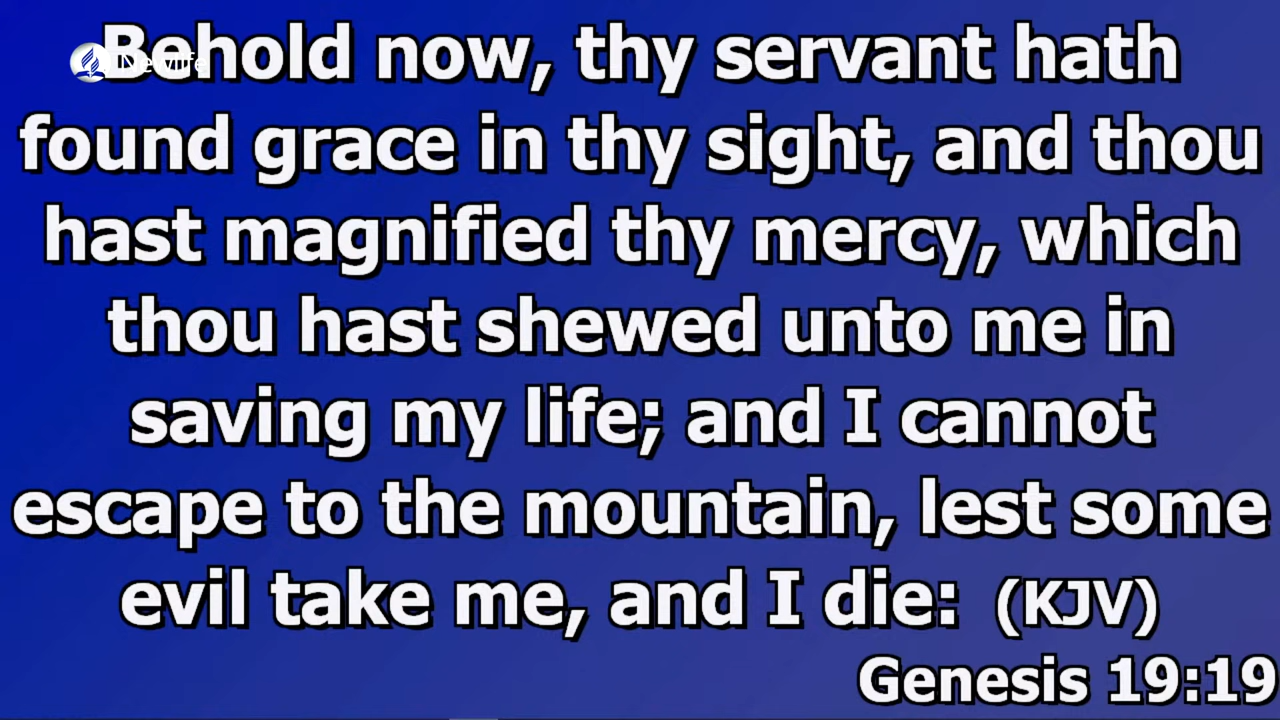 Behold now, thy servant hath
found grace in thy sight, and thou
hast magnified thy mercy, which
thou hast shewed unto me in
saving my life; and I cannot
escape to the mountain, lest some
evil take me, and I die: (KJV)
Genesis 19:19